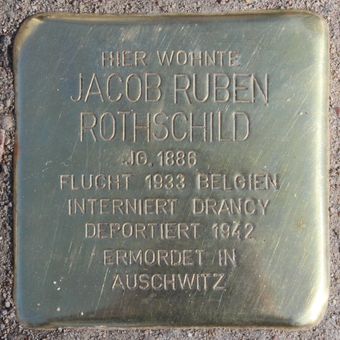 HIER WOHNTE
JACOB RUBEN
ROTHSCHILD
JG. 1886
FLUCHT 1933 BELGIEN
INTERNIERT DRANCY
DEPORTIERT 1942
ERMORDET IN
AUSCHWITZ